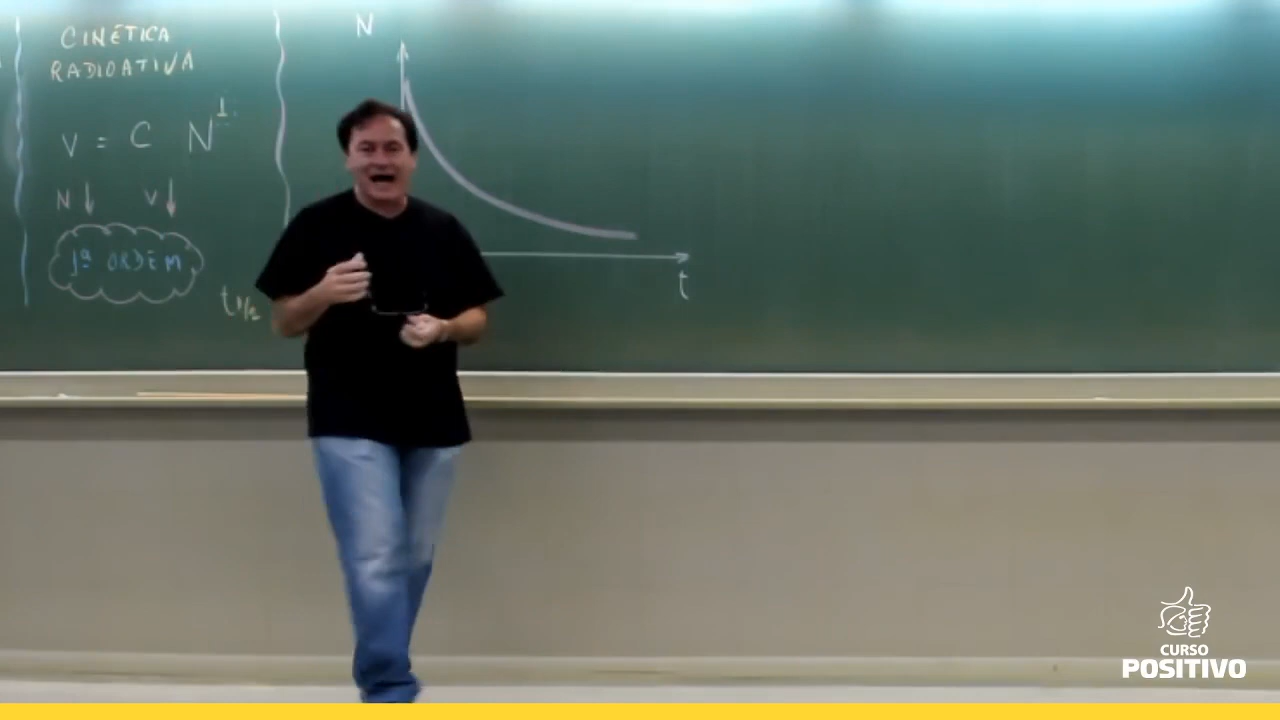 CINÉTICA
RADIOATIVA
V = C N¹
N↓ V↓
1ª ORDEM
t1/2
N
t
CURSO
POSITIVO